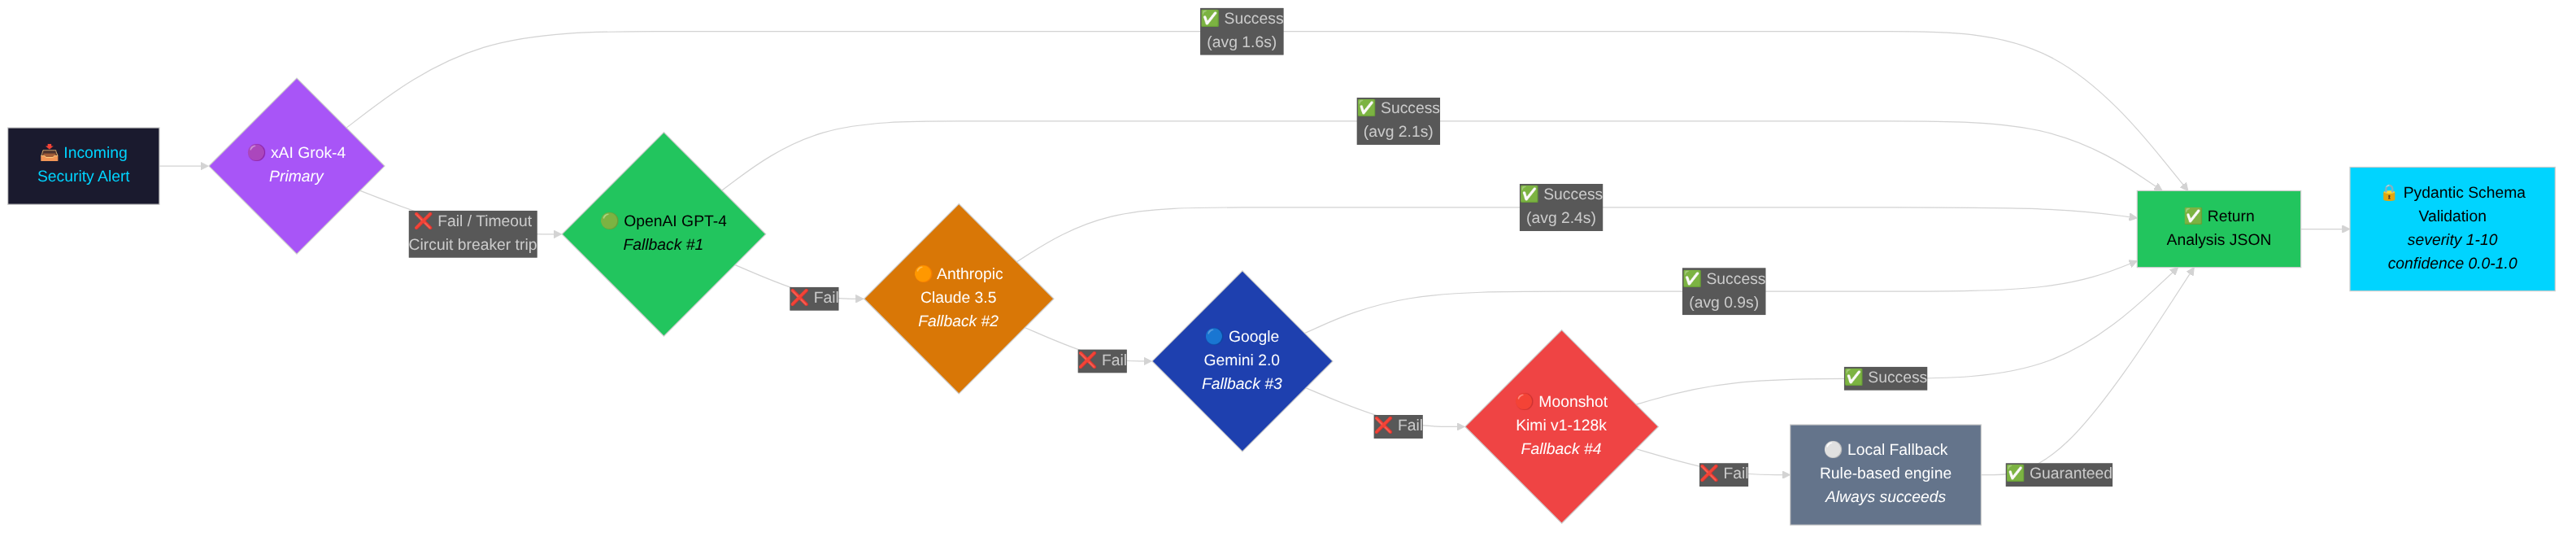 📥 Incoming
Security Alert
🟣 xAI Grok-4
Primary
✅ Success
(avg 1.6s)
❌ Fail / Timeout
Circuit breaker trip
🟢 OpenAI GPT-4
Fallback #1
✅ Success
(avg 2.1s)
❌ Fail
🟠 Anthropic
Claude 3.5
Fallback #2
✅ Success
(avg 2.4s)
❌ Fail
🔵 Google
Gemini 2.0
Fallback #3
✅ Success
(avg 0.9s)
❌ Fail
🔴 Moonshot
Kimi v1-128k
Fallback #4
✅ Success
❌ Fail
⚪ Local Fallback
Rule-based engine
Always succeeds
✅ Guaranteed
✅ Return
Analysis JSON
🔒 Pydantic Schema
Validation
severity 1-10
confidence 0.0-1.0